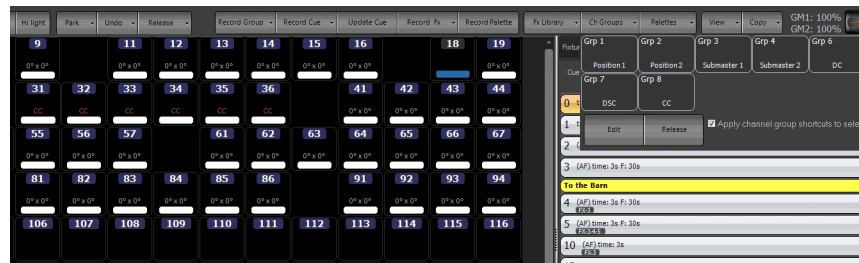 Hi light Park Undo Release Record Group Record Cue Update Cue Record Fx Record Palette Fx Library Ch Groups Palettes View Copy GM1: 100%
GM2: 100%
9 11 12 13 14 15 16 18 19
0° x 0° 0° x 0° 0° x 0° 0° x 0° 0° x 0° 0° x 0° 0° x 0° 0° x 0°
31 32 33 34 35 36 41 42 43 44
CC CC CC CC CC CC 0° x 0° 0° x 0° 0° x 0° 0° x 0°
55 56 57 61 62 63 64 65 66 67
0° x 0° 0° x 0° 0° x 0° 0° x 0° 0° x 0° 0° x 0° 0° x 0° 0° x 0° 0° x 0° 0° x 0°
81 82 83 84 85 86 91 92 93 94
0° x 0° 0° x 0° 0° x 0° 0° x 0° 0° x 0° 0° x 0° 0° x 0° 0° x 0° 0° x 0° 0° x 0°
106 107 108 109 110 111 112 113 114 115 116
Grp 1 Grp 2 Grp 3 Grp 4 Grp 6
Position 1 Position 2 Submaster 1 Submaster 2 DC
Grp 7 Grp 8
DSC CC
Edit Release Apply channel group shortcuts to sele
Cue
0
1
2
3 (AF) time: 3s F: 30s
To the Barn
4 (AF) time: 3s F: 30s
5 (AF) time: 3s F: 30s
10 (AF) time: 3s